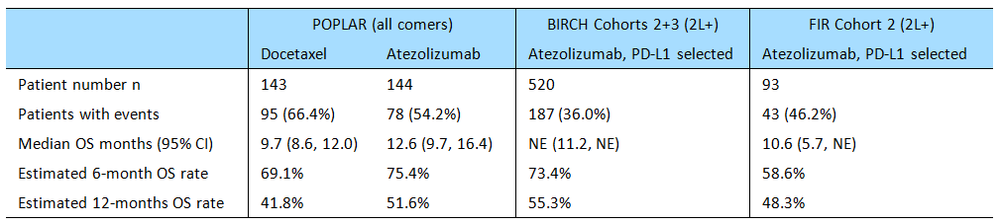 POPLAR (all comers) BIRCH Cohorts 2+3 (2L+) FIR Cohort 2 (2L+)
Docetaxel Atezolizumab Atezolizumab, PD-L1 selected Atezolizumab, PD-L1 selected
Patient number n 143 144 520 93
Patients with events 95 (66.4%) 78 (54.2%) 187 (36.0%) 43 (46.2%)
Median OS months (95% CI) 9.7 (8.6, 12.0) 12.6 (9.7, 16.4) NE (11.2, NE) 10.6 (5.7, NE)
Estimated 6-month OS rate 69.1% 75.4% 73.4% 58.6%
Estimated 12-months OS rate 41.8% 51.6% 55.3% 48.3%